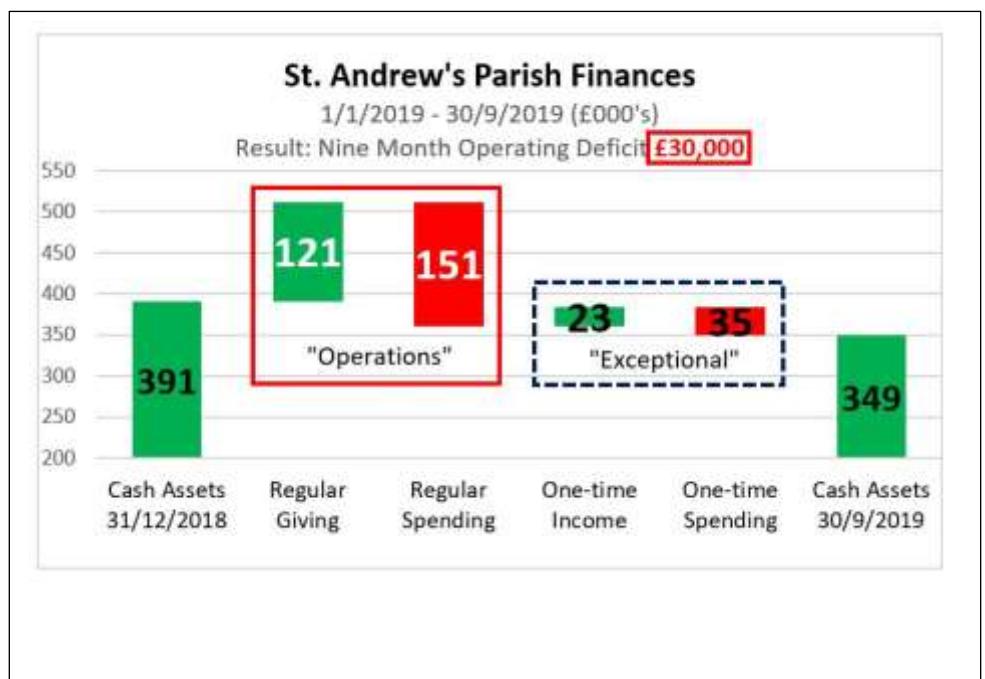 St. Andrew's Parish Finances
1/1/2019 - 30/9/2019 (£000's)
Result: Nine Month Operating Deficit £30,000
550
500
450
400
350
300
250
200
391
121
151
"Operations"
23
35
"Exceptional"
349
Cash Assets
31/12/2018
Regular
Giving
Regular
Spending
One-time
Income
One-time
Spending
Cash Assets
30/9/2019